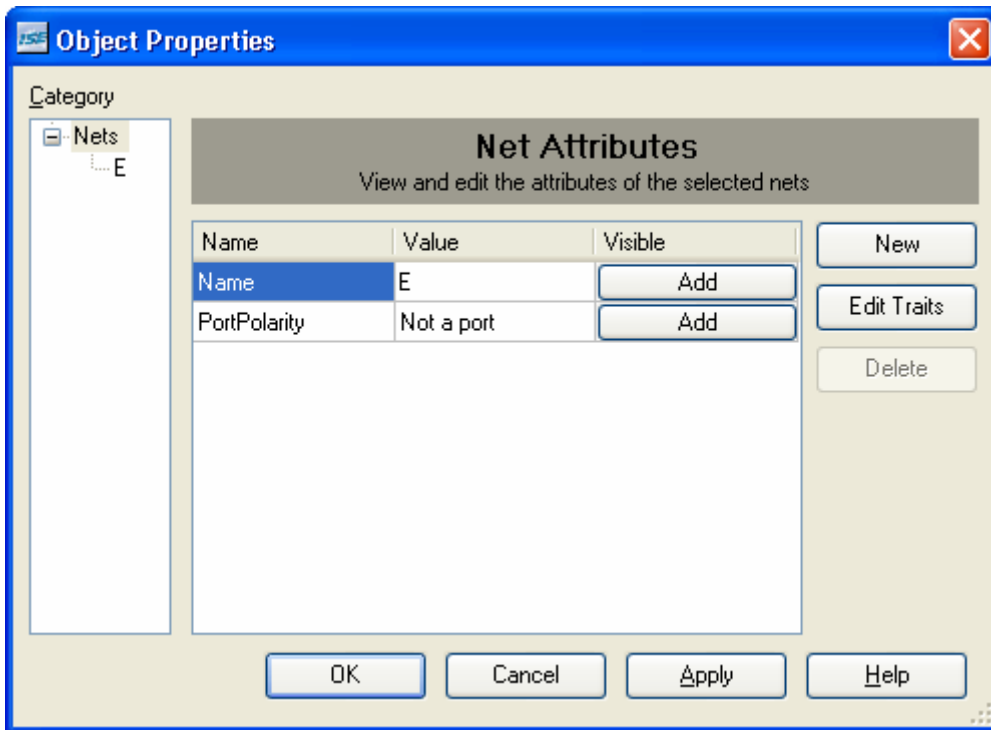 ISE Object Properties
Category
Nets
E
Net Attributes
View and edit the attributes of the selected nets
Name Value Visible
Name E Add
PortPolarity Not a port Add
New
Edit Traits
Delete
OK Cancel Apply Help